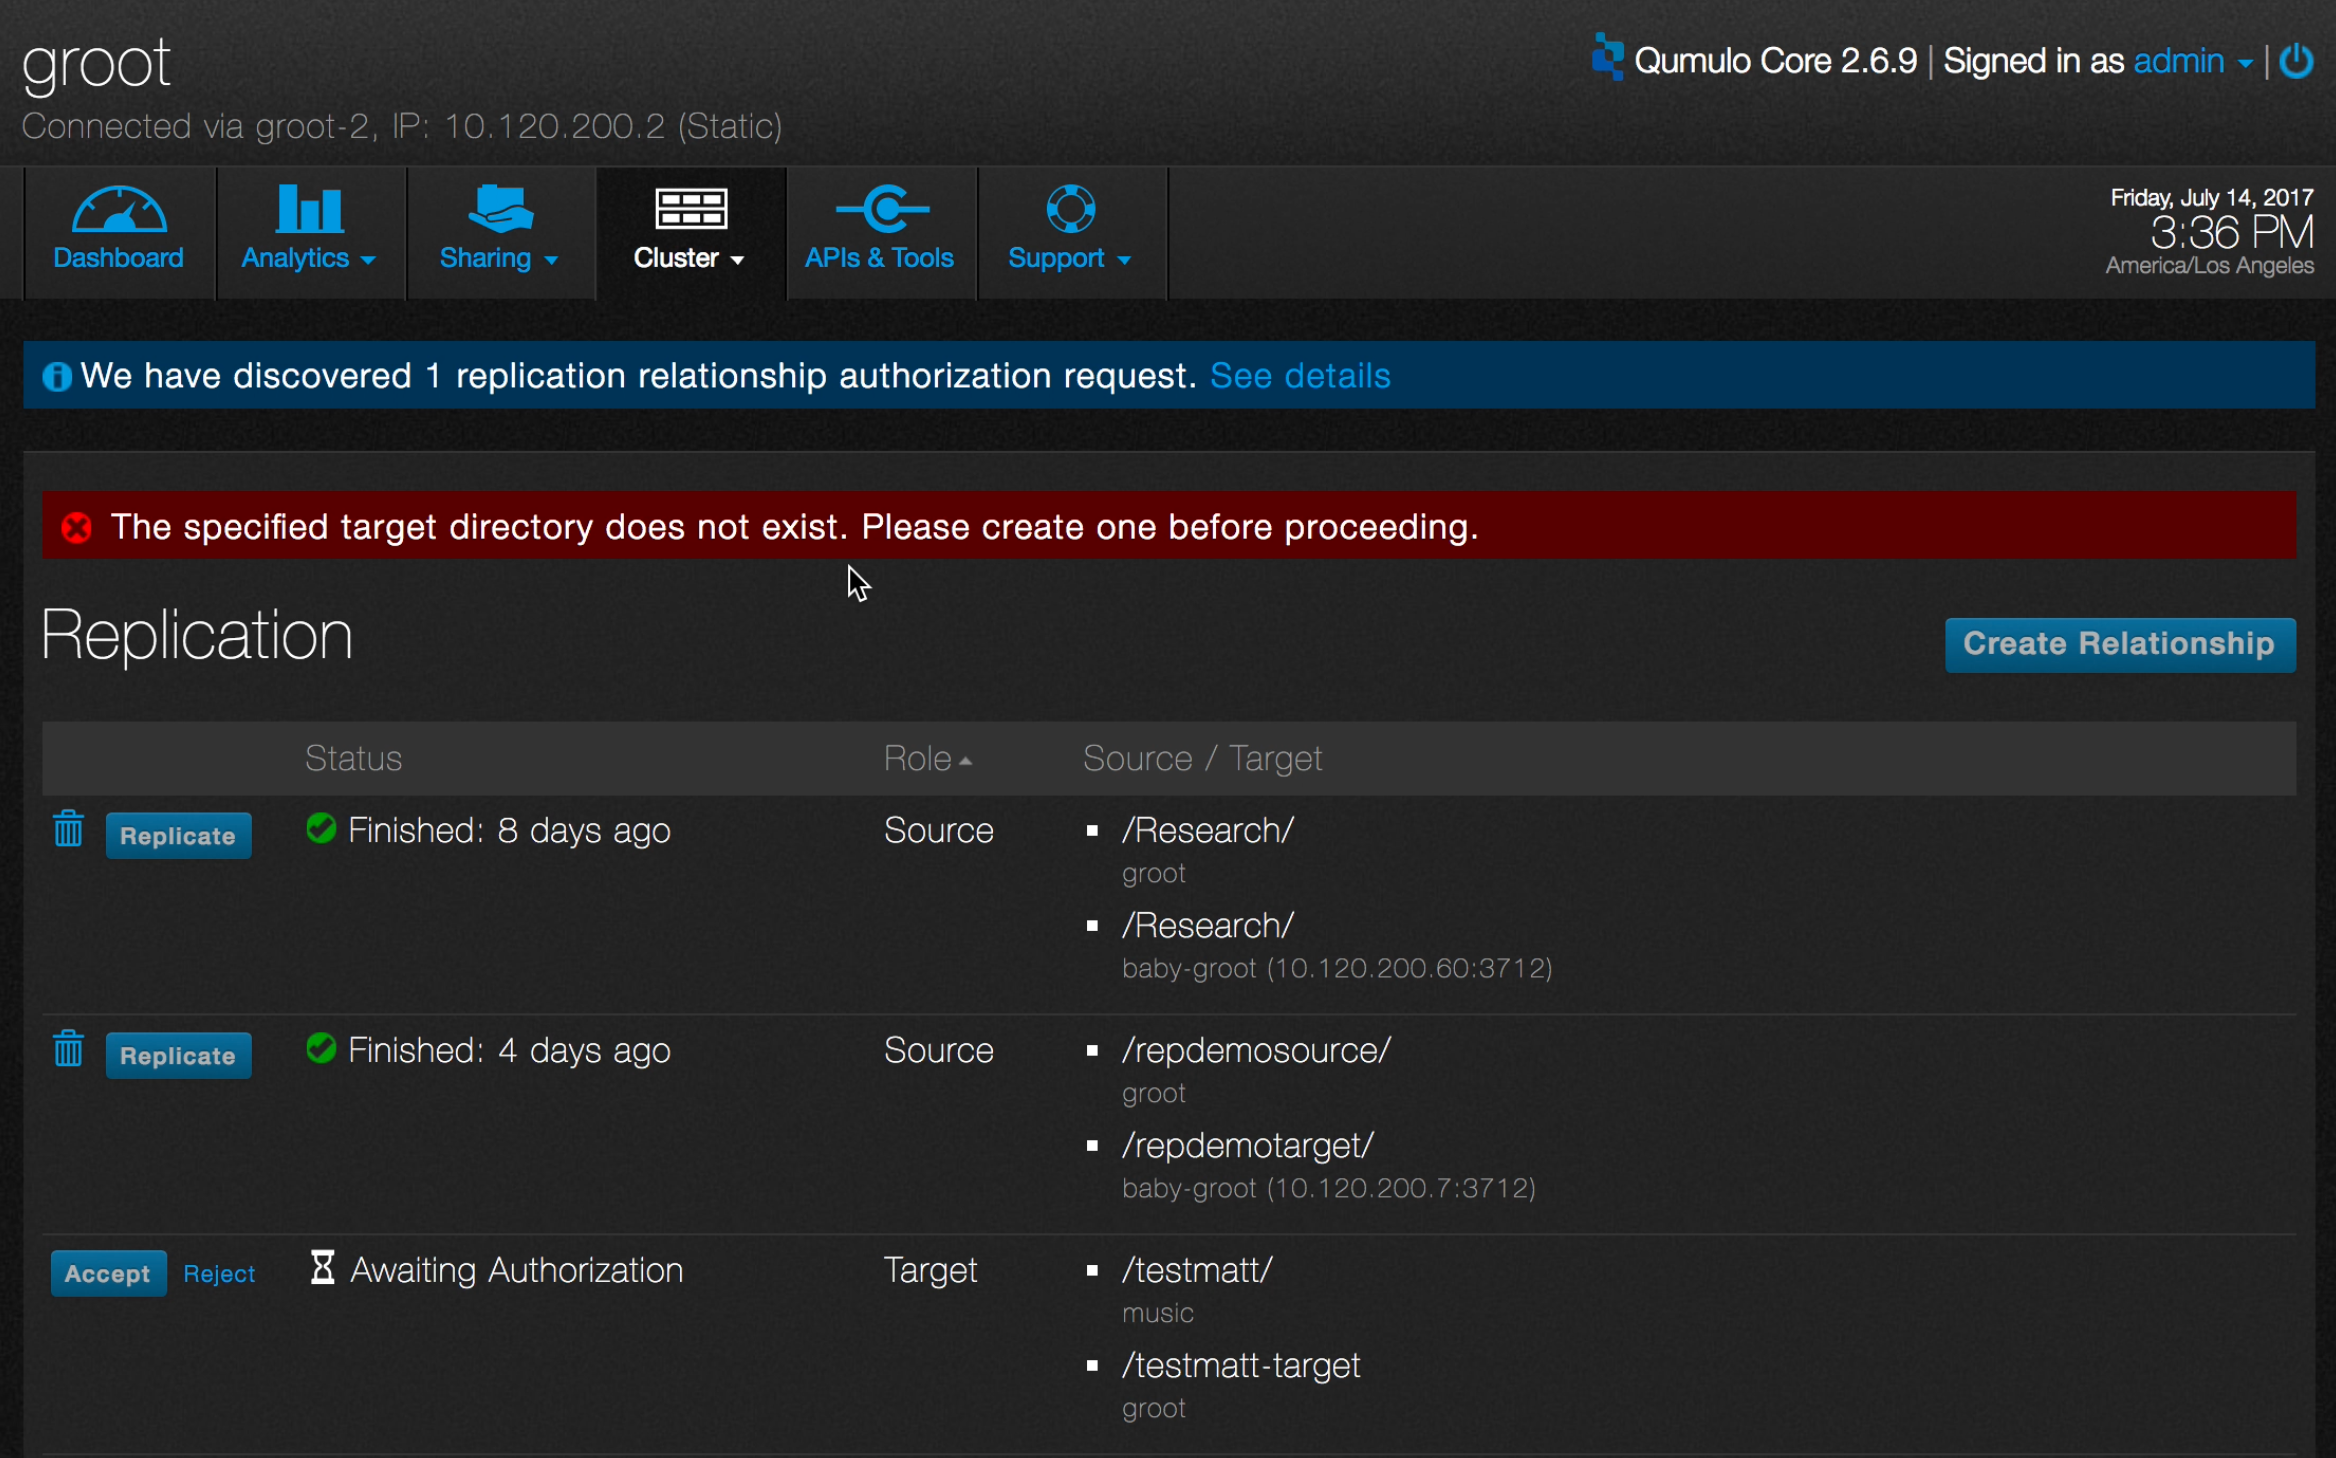 groot
Qumulo Core 2.6.9 | Signed in as admin
Connected via groot-2, IP: 10.120.200.2 (Static)
Dashboard
Analytics
Sharing
Cluster
APIs & Tools
Support
Friday, July 14, 2017
3:36 PM
America/Los Angeles
We have discovered 1 replication relationship authorization request. See details
The specified target directory does not exist. Please create one before proceeding.
Replication
Create Relationship
Status Role Source / Target
Replicate Finished: 8 days ago Source /Research/
groot
/Research/
baby-groot (10.120.200.60:3712)
Replicate Finished: 4 days ago Source /repdemosource/
groot
/repdemotarget/
baby-groot (10.120.200.7:3712)
Accept Reject Awaiting Authorization Target /testmatt/
music
/testmatt-target
groot